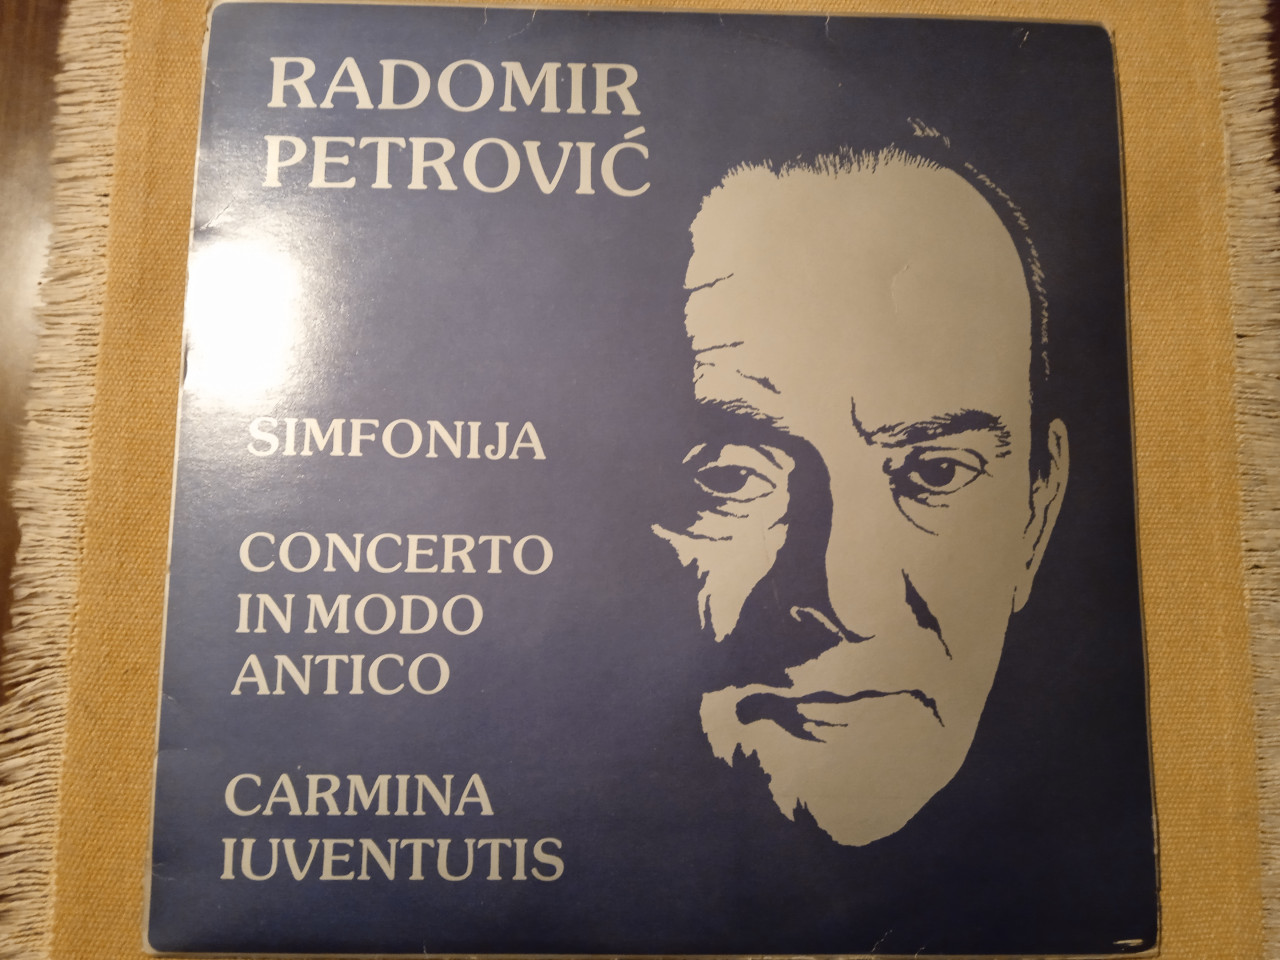 RADOMIR
PETROVIĆ
SIMFONIJA
CONCERTO
IN MODO
ANTICO
CARMINA
IUVENTUTIS